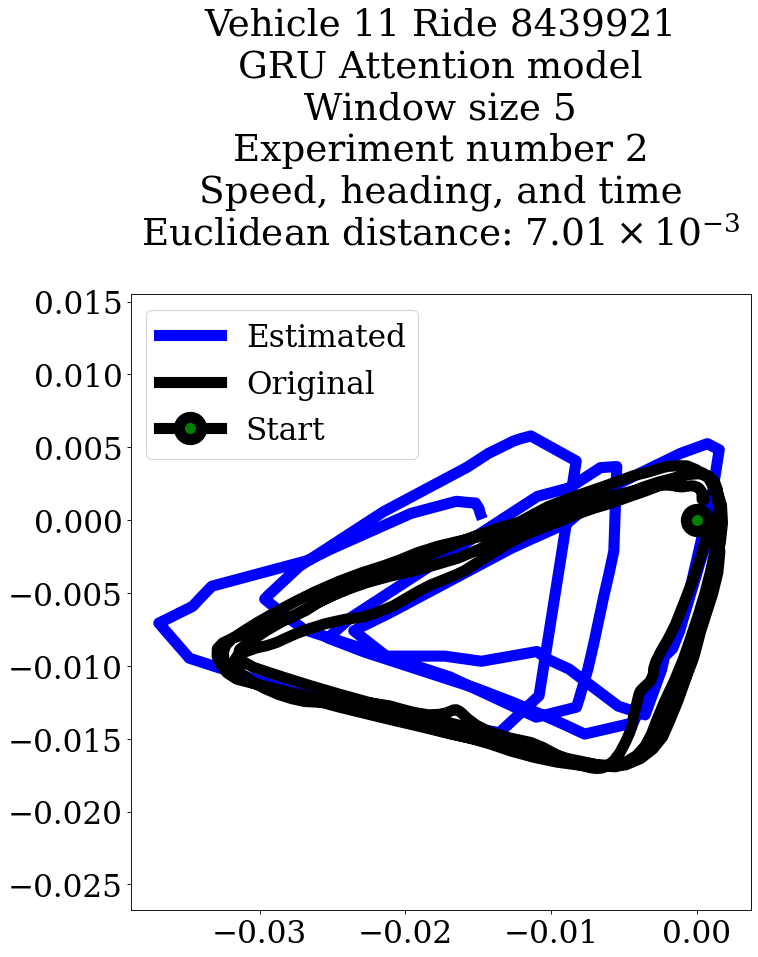 Vehicle 11 Ride 8439921
GRU Attention model
Window size 5
Experiment number 2
Speed, heading, and time
Euclidean distance: 7.01 × 10⁻³
0.015
Estimated
0.010
Original
0.005
Start
0.000
−0.005
−0.010
−0.015
−0.020
−0.025
−0.03 −0.02 −0.01 0.00